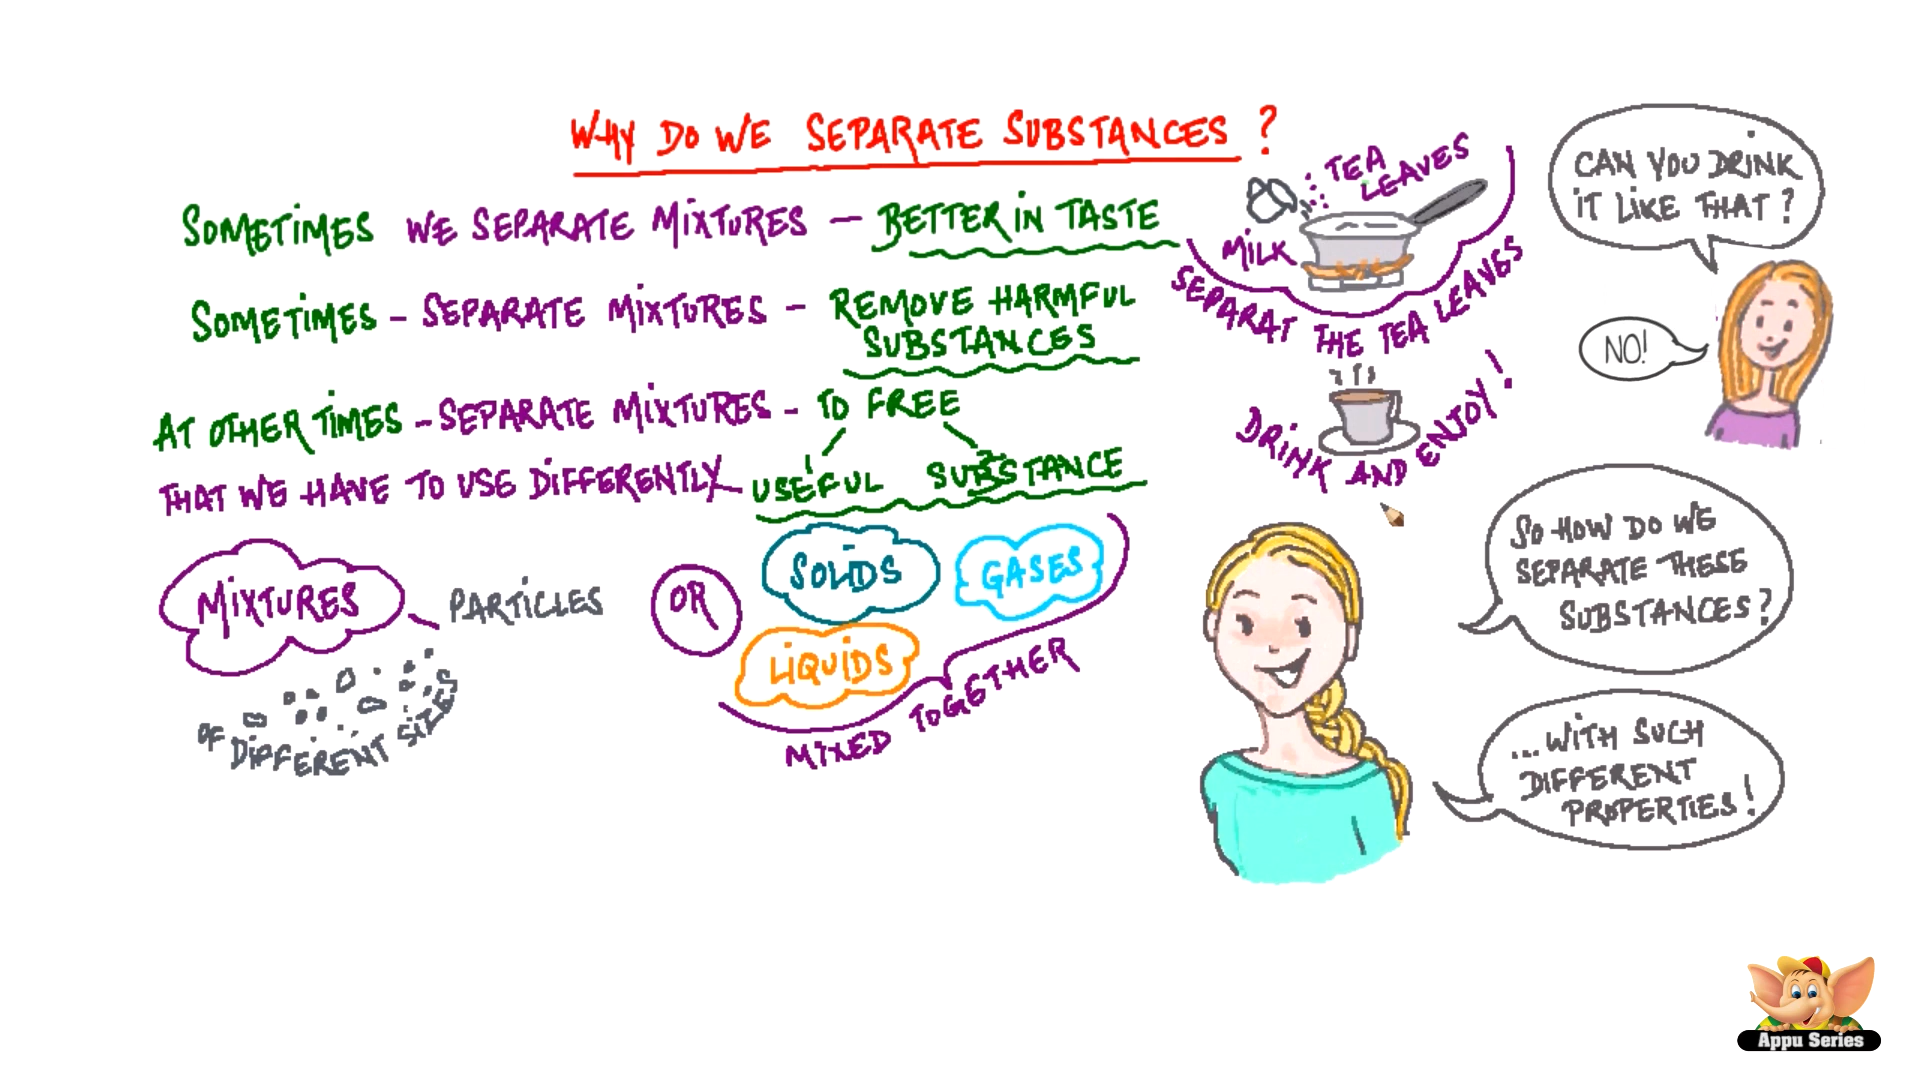 WHY DO WE SEPARATE SUBSTANCES ?
SOMETIMES WE SEPARATE MIXTURES — BETTER IN TASTE
SOMETIMES - SEPARATE MIXTURES - REMOVE HARMFUL
SUBSTANCES
AT OTHER TIMES - SEPARATE MIXTURES - TO FREE
THAT WE HAVE TO USE DIFFERENTLY USEFUL SUBSTANCE
MIXTURES - PARTICLES
OF DIFFERENT SIZES
OR
SOLIDS
GASES
LIQUIDS
MIXED TOGETHER
TEA
LEAVES
MILK
SEPARAT THE TEA LEAVES
DRINK AND ENJOY!
CAN YOU DRINK
IT LIKE THAT?
NO!
SO HOW DO WE
SEPARATE THESE
SUBSTANCES?
...WITH SUCH
DIFFERENT
PROPERTIES!
Appu Series